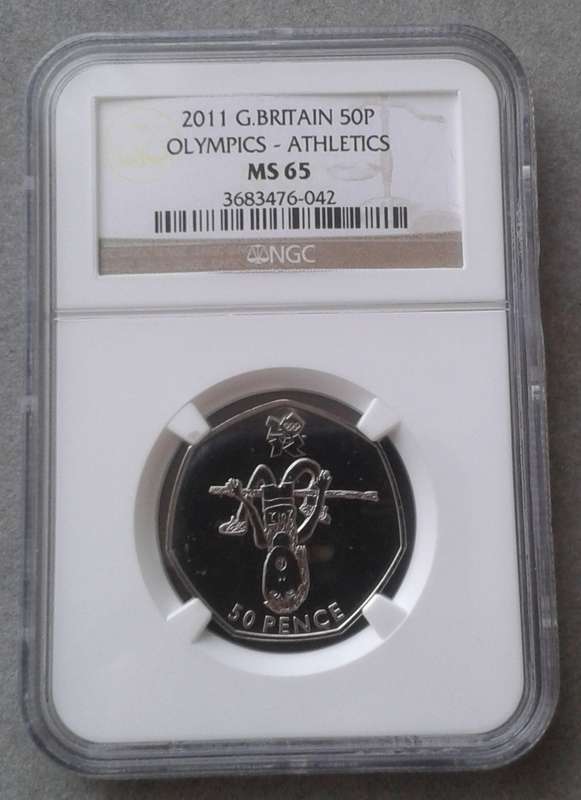 2011 G.BRITAIN 50P
OLYMPICS - ATHLETICS
MS 65
3683476-042
NGC
50 PENCE